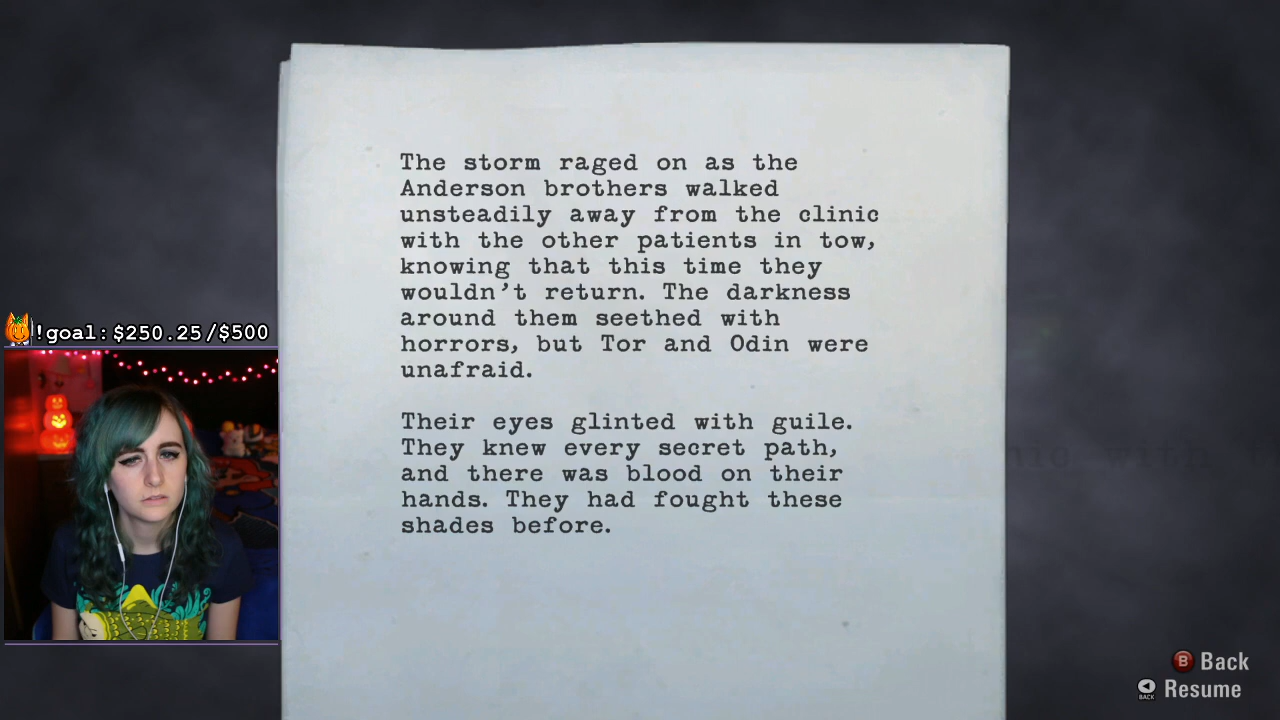 The storm raged on as the
Anderson brothers walked
unsteadily away from the clinic
with the other patients in tow,
knowing that this time they
wouldn't return. The darkness
around them seethed with
horrors, but Tor and Odin were
unafraid.
Their eyes glinted with guile.
They knew every secret path,
and there was blood on their
hands. They had fought these
shades before.
!goal: $250.25/$500
B Back
BACK Resume